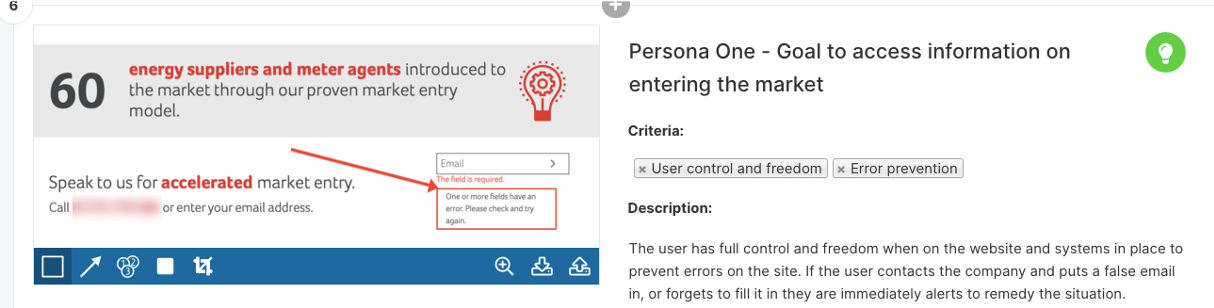 6
+
60
energy suppliers and meter agents introduced to
the market through our proven market entry
model.
Speak to us for accelerated market entry.
Call or enter your email address.
Email >
The field is required.
One or more fields have an
error. Please check and try
again.
1 2 3
Persona One - Goal to access information on
entering the market
Criteria:
× User control and freedom × Error prevention
Description:
The user has full control and freedom when on the website and systems in place to
prevent errors on the site. If the user contacts the company and puts a false email
in, or forgets to fill it in they are immediately alerts to remedy the situation.